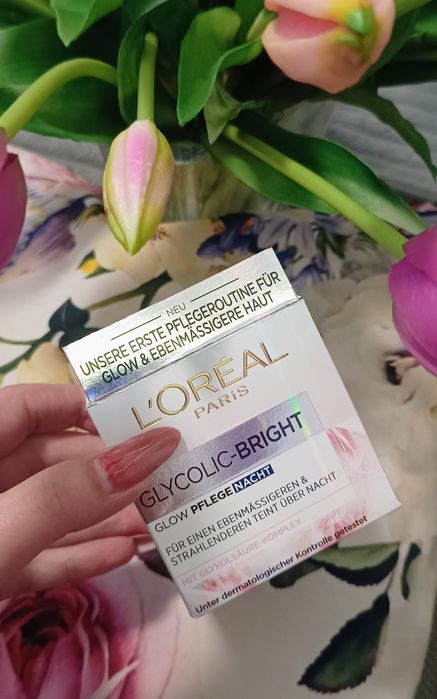 NEU
UNSERE ERSTE PFLEGEROUTINE FÜR
GLOW & EBENMÄSSIGERE HAUT
L'ORÉAL
PARIS
GLYCOLIC-BRIGHT
GLOW PFLEGE NACHT
FÜR EINEN EBENMÄSSIGEREN &
STRAHLENDEREN TEINT ÜBER NACHT
MIT GLYKOLSÄURE-KOMPLEX
Unter dermatologischer Kontrolle getestet